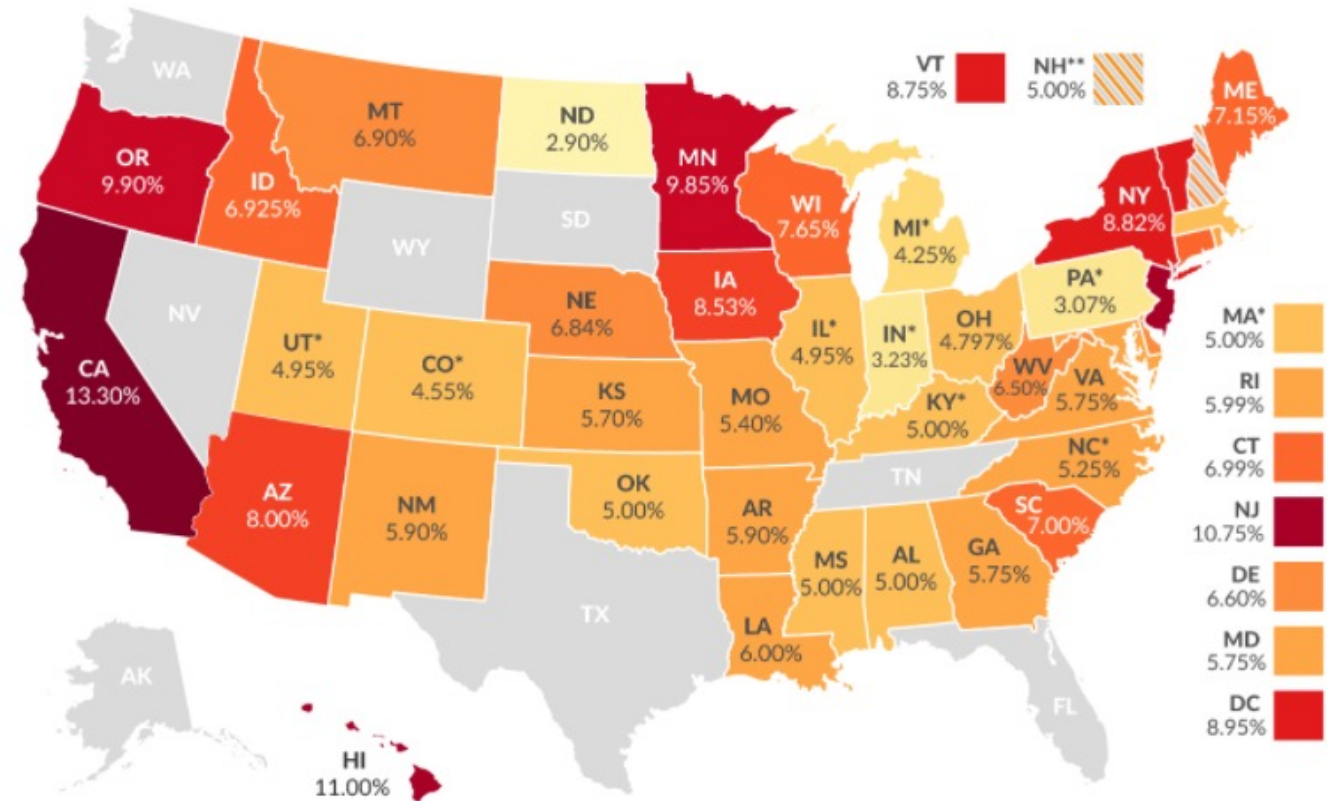 WA
VT
8.75%
NH**
5.00%
ME
7.15%
MT
6.90%
ND
2.90%
OR
9.90%
ID
6.925%
MN
9.85%
WI
7.65%
NY
8.82%
SD
WY
MI*
4.25%
IA
8.53%
PA*
3.07%
NE
6.84%
NV
UT*
4.95%
CO*
4.55%
IL*
4.95%
IN*
3.23%
OH
4.797%
MA*
5.00%
CA
13.30%
KS
5.70%
MO
5.40%
WV
6.50%
VA
5.75%
RI
5.99%
KY*
5.00%
NC*
5.25%
CT
6.99%
TN
AZ
8.00%
NM
5.90%
OK
5.00%
AR
5.90%
SC
7.00%
NJ
10.75%
MS
5.00%
AL
5.00%
GA
5.75%
DE
6.60%
TX
LA
6.00%
MD
5.75%
AK
FL
DC
8.95%
HI
11.00%